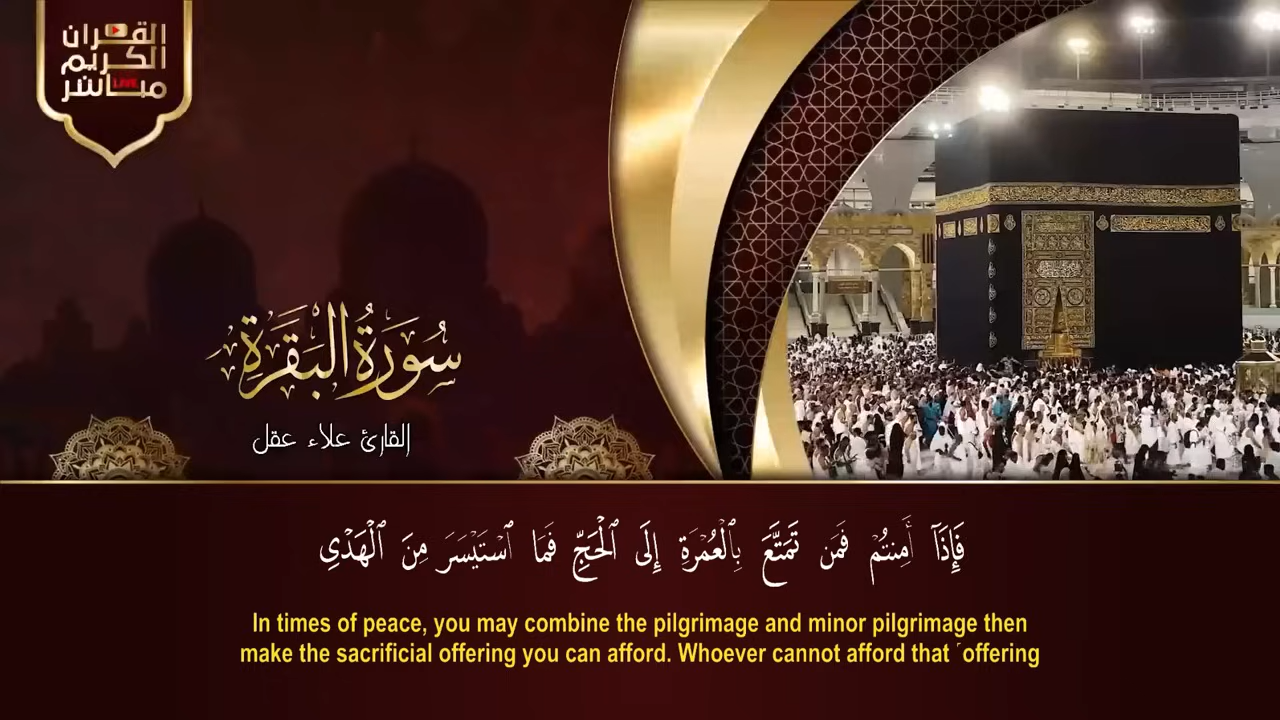 القرآن
الكريم
LIVE
مباشر
سُورَةُ البَقَرَة
القارئ علاء عقل
فَإِذَآ أَمِنتُمْ فَمَن تَمَتَّعَ بِٱلْعُمْرَةِ إِلَى ٱلْحَجِّ فَمَا ٱسْتَيْسَرَ مِنَ ٱلْهَدْىِ
In times of peace, you may combine the pilgrimage and minor pilgrimage then
make the sacrificial offering you can afford. Whoever cannot afford that ˹offering